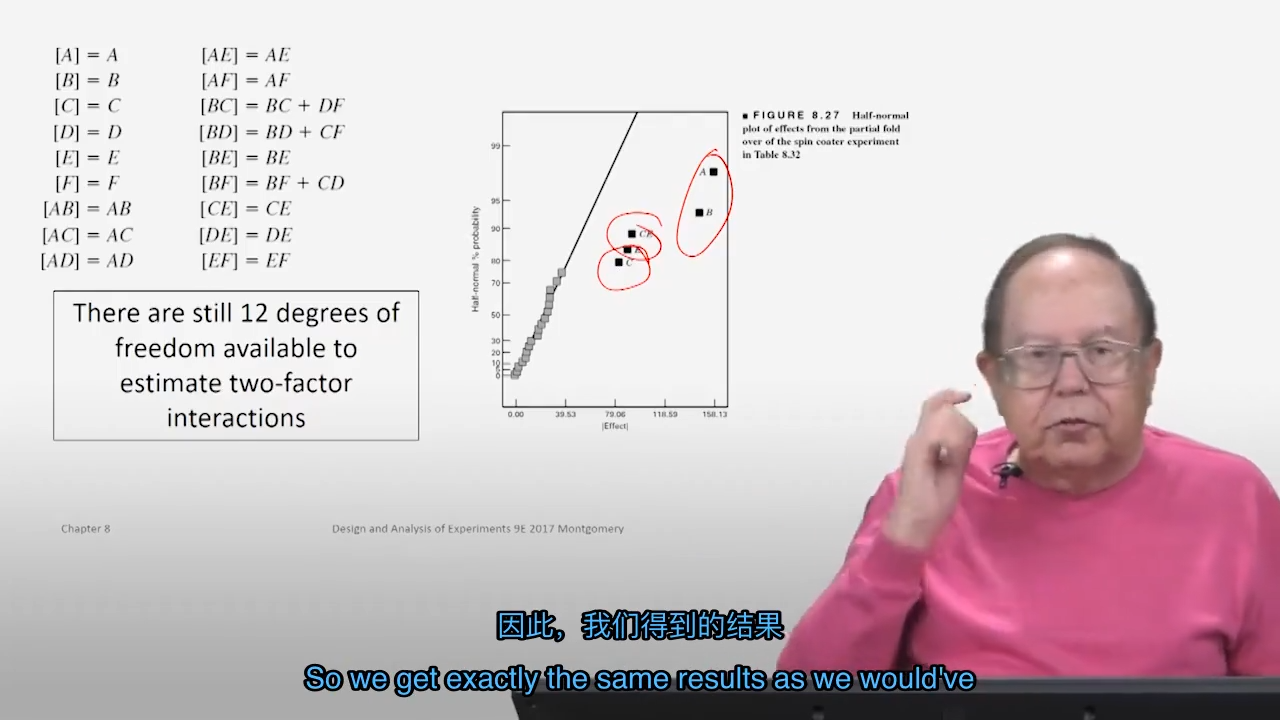 [A] = A
[B] = B
[C] = C
[D] = D
[E] = E
[F] = F
[AB] = AB
[AC] = AC
[AD] = AD
[AE] = AE
[AF] = AF
[BC] = BC + DF
[BD] = BD + CF
[BE] = BE
[BF] = BF + CD
[CE] = CE
[DE] = DE
[EF] = EF
There are still 12 degrees of
freedom available to
estimate two-factor
interactions
Half-normal % probability
99
95
90
80
70
50
30
20
10
0
A
B
CE
E
C
0.00 39.53 79.06 118.59 158.13
|Effect|
■ FIGURE 8.27 Half-normal
plot of effects from the partial fold
over of the spin coater experiment
in Table 8.32
Chapter 8
Design and Analysis of Experiments 9E 2017 Montgomery
因此，我们得到的结果
So we get exactly the same results as we would've